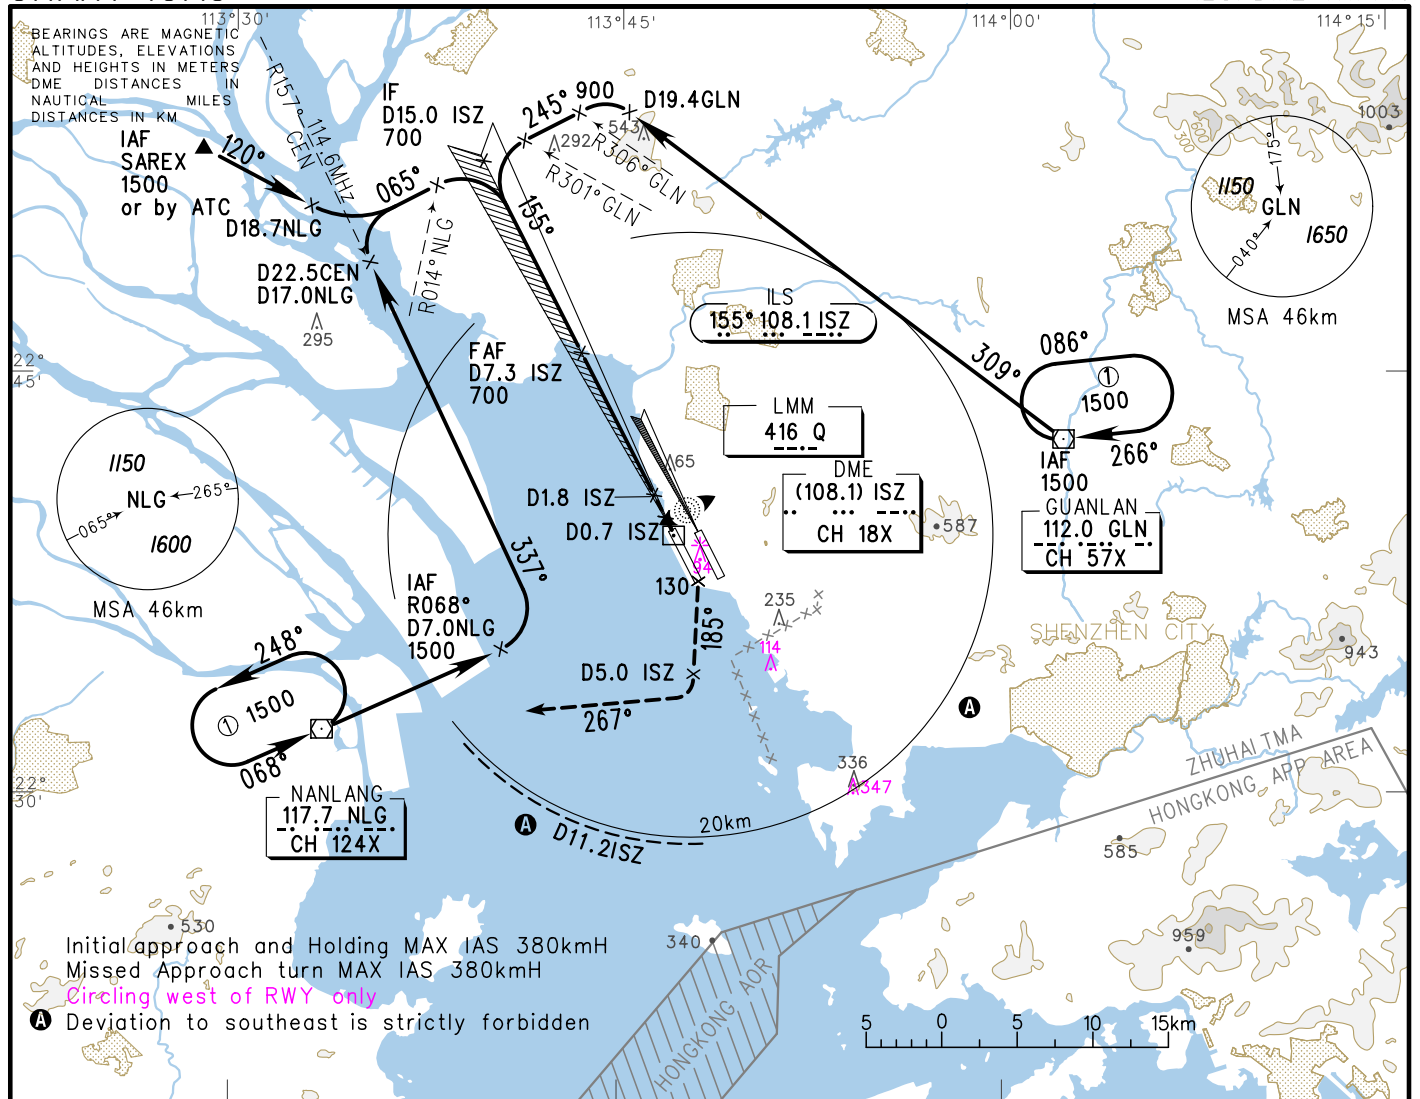 113°30'
113°45'
114°00'
114°15'
BEARINGS ARE MAGNETIC
ALTITUDES, ELEVATIONS
AND HEIGHTS IN METERS
DME DISTANCES IN
NAUTICAL MILES
DISTANCES IN KM
IAF
SAREX
1500
or by ATC
120°
D18.7NLG
R157° 114.6MHz
CEN
065°
IF
D15.0 ISZ
700
245°
900
D19.4GLN
543
292
R306° GLN
R301° GLN
155°
R014° NLG
D22.5CEN
D17.0NLG
295
1003
300
600
175°
1150
GLN
040°
1650
MSA 46km
ILS
155° 108.1 ISZ
22°
45'
FAF
D7.3 ISZ
700
309°
086°
1
1500
266°
IAF
1500
LMM
416 Q
65
DME
(108.1) ISZ
CH 18X
587
GUANLAN
112.0 GLN
CH 57X
1150
NLG
265°
065°
1600
MSA 46km
D1.8 ISZ
D0.7 ISZ
94
130
337°
IAF
R068°
D7.0NLG
1500
185°
235
114
SHENZHEN CITY
943
248°
1
1500
068°
D5.0 ISZ
267°
A
22°
30'
NANLANG
117.7 NLG
CH 124X
336
347
ZHUHAI TMA
HONGKONG APP AREA
A
D11.2ISZ
20km
585
530
340
959
HONGKONG AOR
Initial approach and Holding MAX IAS 380kmH
Missed Approach turn MAX IAS 380kmH
Circling west of RWY only
A Deviation to southeast is strictly forbidden
5 0 5 10 15km